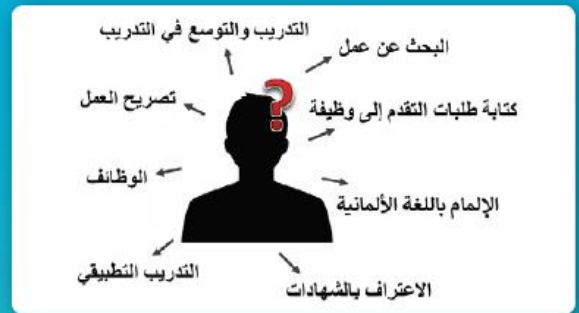 التدريب والتوسع في التدريب
البحث عن عمل
تصريح العمل
كتابة طلبات التقدم إلى وظيفة
الوظائف
الإلمام باللغة الألمانية
التدريب التطبيقي
الاعتراف بالشهادات
?